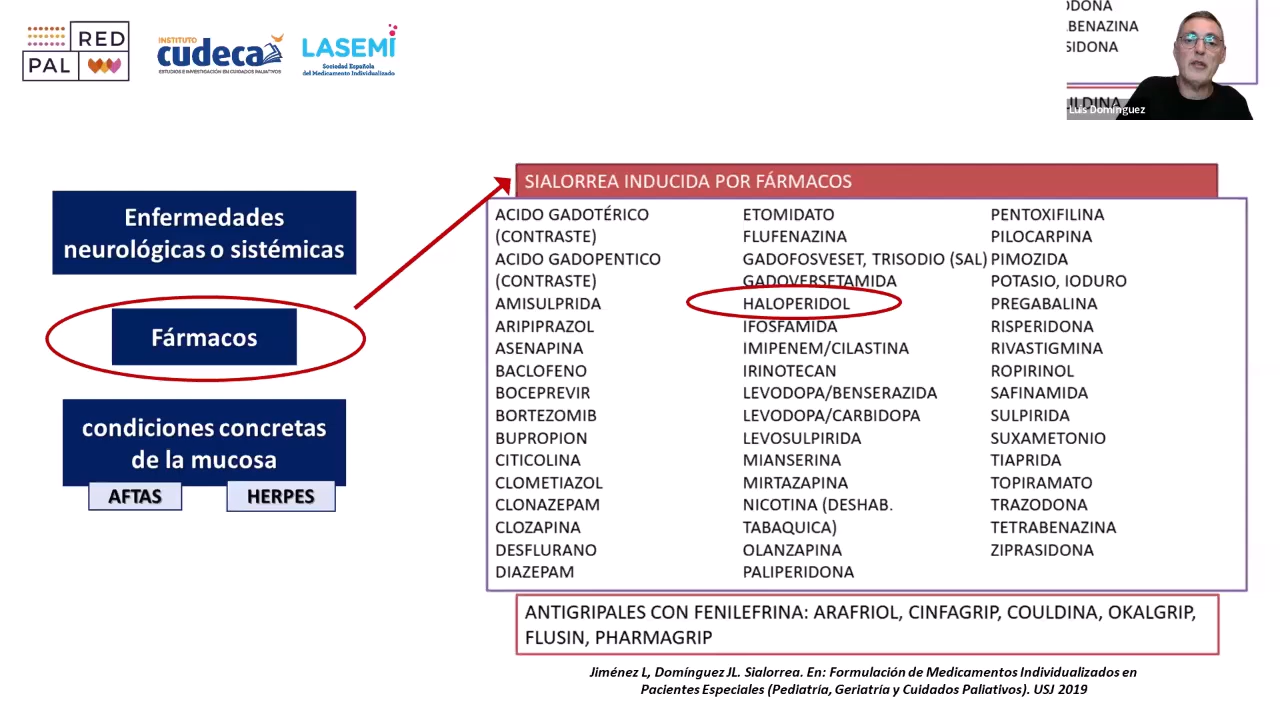 RED
PAL
INSTITUTO
cudeca
ESTUDIOS E INVESTIGACIÓN EN CUIDADOS PALIATIVOS
LASEMI
Sociedad Española
del Medicamento Individualizado
ABENAZINA
SIDONA
Luis Domínguez
Enfermedades
neurológicas o sistémicas
Fármacos
condiciones concretas
de la mucosa
AFTAS
HERPES
SIALORREA INDUCIDA POR FÁRMACOS
ACIDO GADOTÉRICO
(CONTRASTE)
ACIDO GADOPENTICO
(CONTRASTE)
AMISULPRIDA
ARIPIPRAZOL
ASENAPINA
BACLOFENO
BOCEPREVIR
BORTEZOMIB
BUPROPION
CITICOLINA
CLOMETIAZOL
CLONAZEPAM
CLOZAPINA
DESFLURANO
DIAZEPAM
ETOMIDATO
FLUFENAZINA
GADOFOSVESET, TRISODIO (SAL)
GADOVERSETAMIDA
HALOPERIDOL
IFOSFAMIDA
IMIPENEM/CILASTINA
IRINOTECAN
LEVODOPA/BENSERAZIDA
LEVODOPA/CARBIDOPA
LEVOSULPIRIDA
MIANSERINA
MIRTAZAPINA
NICOTINA (DESHAB.
TABAQUICA)
OLANZAPINA
PALIPERIDONA
PENTOXIFILINA
PILOCARPINA
PIMOZIDA
POTASIO, IODURO
PREGABALINA
RISPERIDONA
RIVASTIGMINA
ROPIRINOL
SAFINAMIDA
SULPIRIDA
SUXAMETONIO
TIAPRIDA
TOPIRAMATO
TRAZODONA
TETRABENAZINA
ZIPRASIDONA
ANTIGRIPALES CON FENILEFRINA: ARAFRIOL, CINFAGRIP, COULDINA, OKALGRIP,
FLUSIN, PHARMAGRIP
Jiménez L, Domínguez JL. Sialorrea. En: Formulación de Medicamentos Individualizados en
Pacientes Especiales (Pediatría, Geriatría y Cuidados Paliativos). USJ 2019